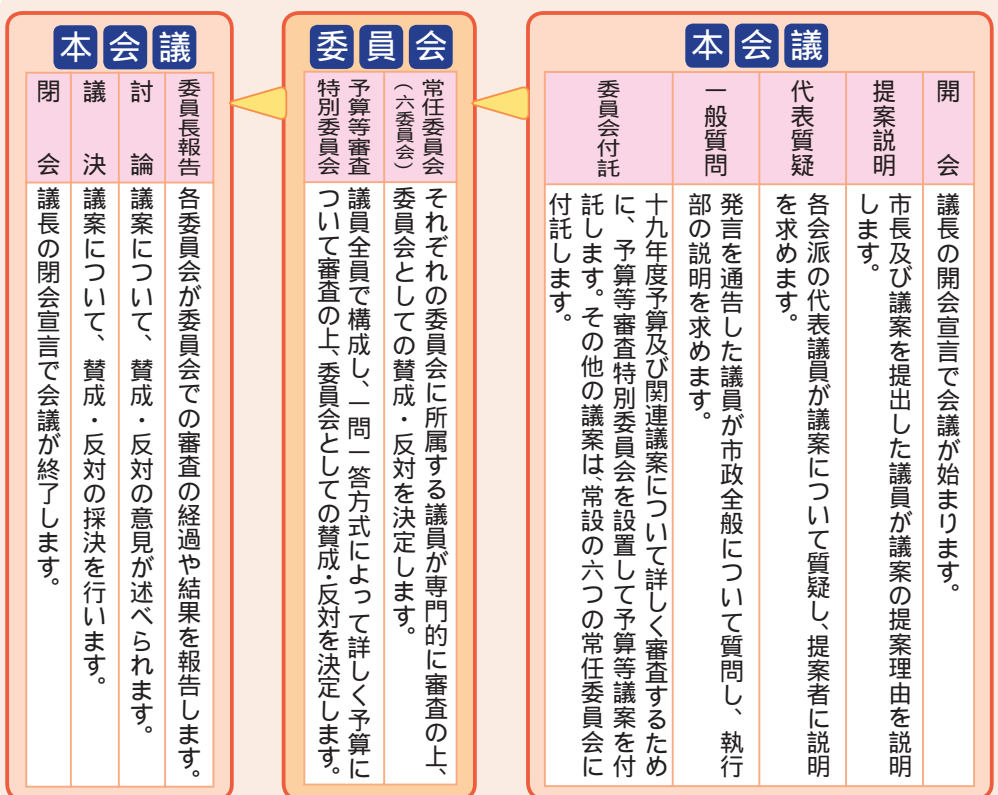 本会議
開会
議長の開会宣言で会議が始まります。
提案説明
市長及び議案を提出した議員が議案の提案理由を説明
します。
代表質疑
各会派の代表議員が議案について質疑し、提案者に説明
を求めます。
一般質問
発言を通告した議員が市政全般について質問し、執行
部の説明を求めます。
委員会付託
十九年度予算及び関連議案について詳しく審査するため
に、予算等審査特別委員会を設置して予算等議案を付
託します。その他の議案は、常設の六つの常任委員会に
付託します。
委員会
常任委員会
（六委員会）
それぞれの委員会に所属する議員が専門的に審査の上、
委員会としての賛成・反対を決定します。
予算等審査
特別委員会
議員全員で構成し、一問一答方式によって詳しく予算に
ついて審査の上、委員会としての賛成・反対を決定します。
本会議
委員長報告
各委員会が委員会での審査の経過や結果を報告します。
討論
議案について、賛成・反対の意見が述べられます。
議決
議案について、賛成・反対の採決を行います。
閉会
議長の閉会宣言で会議が終了します。